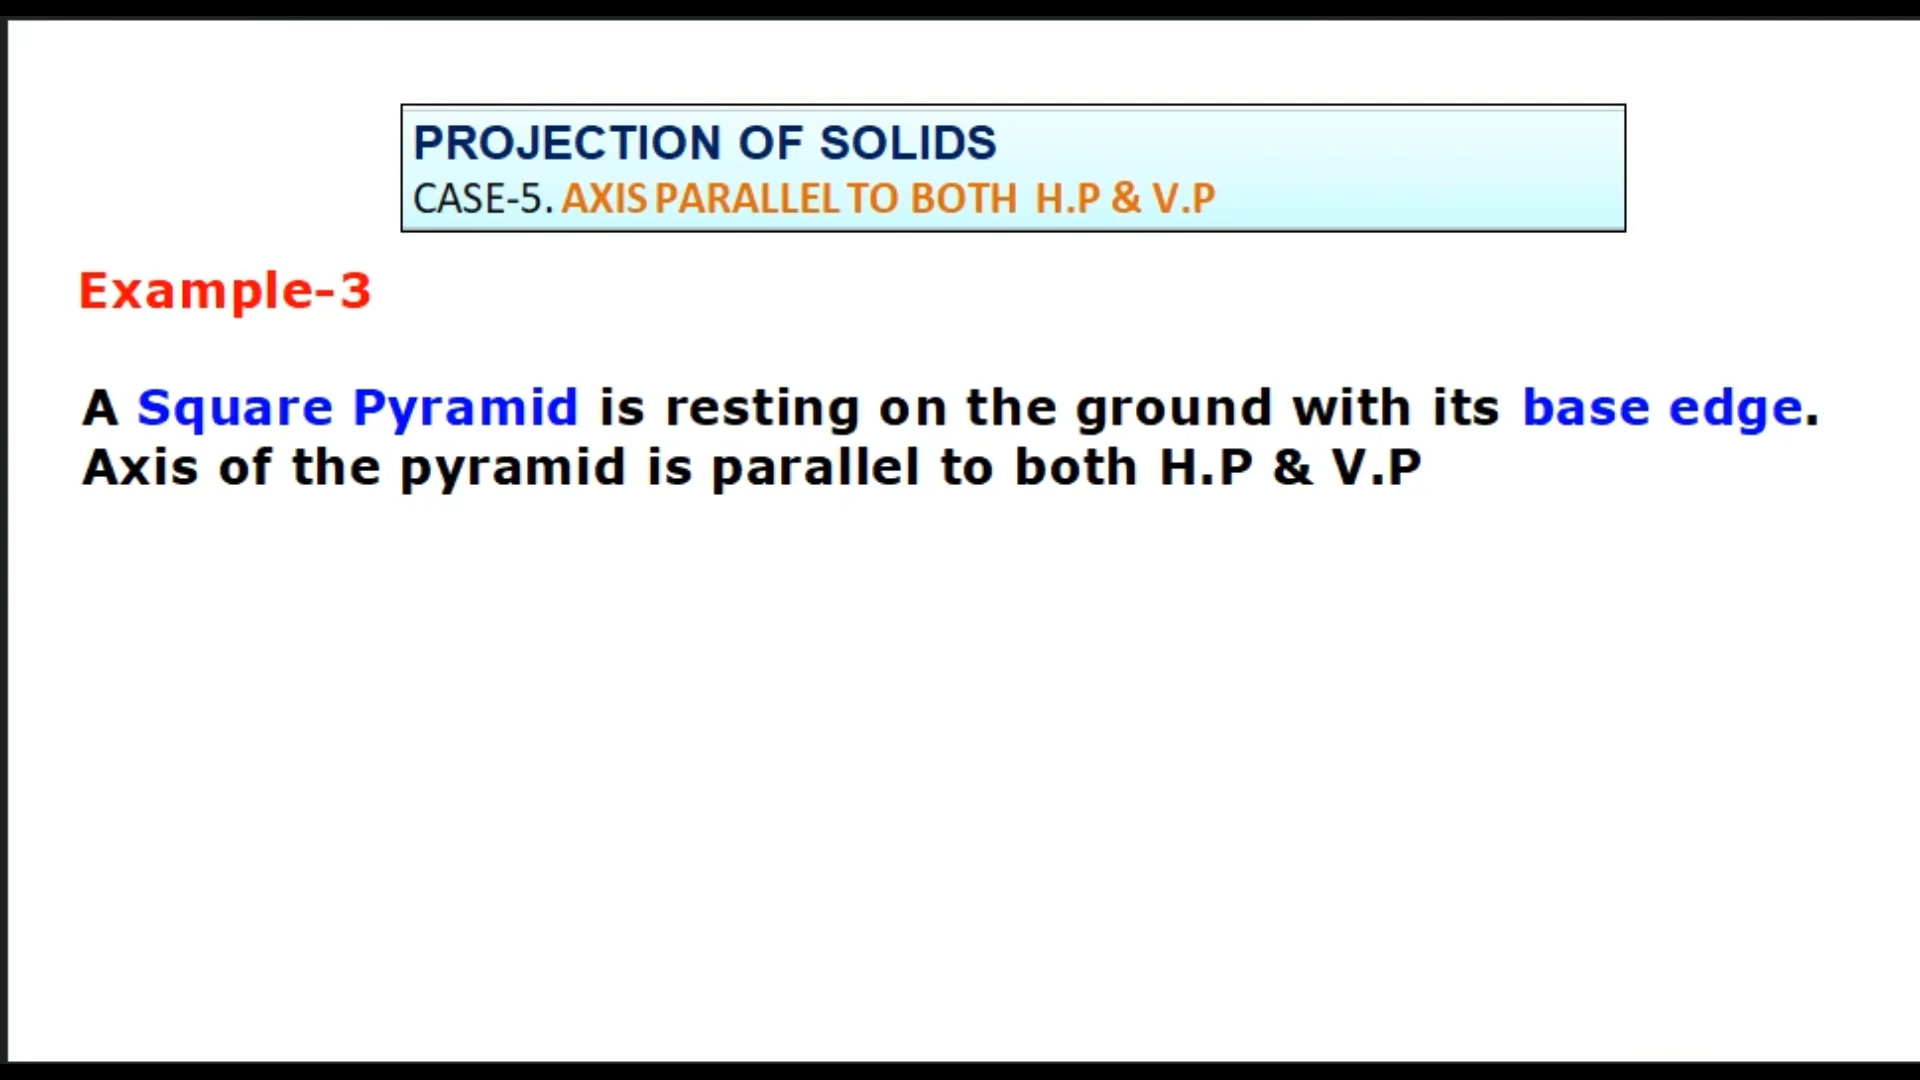 PROJECTION OF SOLIDS
CASE-5. AXIS PARALLEL TO BOTH H.P & V.P
Example-3
A Square Pyramid is resting on the ground with its base edge.
Axis of the pyramid is parallel to both H.P & V.P